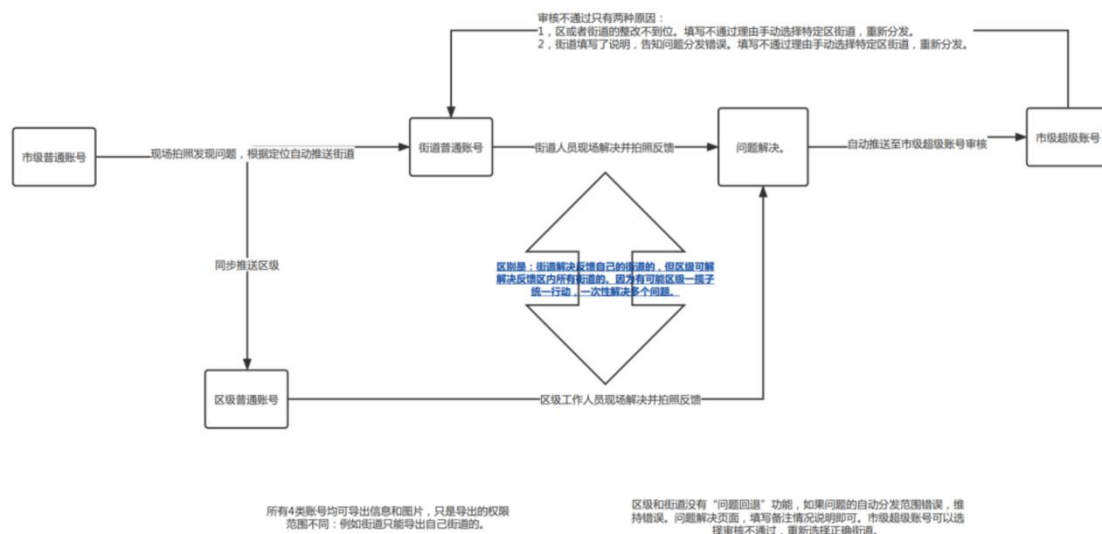 审核不通过只有两种原因：
1，区或者街道的整改不到位。填写不通过理由手动选择特定区街道，重新分发。
2，街道填写了说明，告知问题分发错误。填写不通过理由手动选择特定区街道，重新分发。
市级普通账号
现场拍照发现问题，根据定位自动推送街道
街道普通账号
街道人员现场解决并拍照反馈
问题解决。
自动推送至市级超级账号审核
市级超级账号
同步推送区级
区别是：街道解决反馈自己的街道的，但区级可解
解决反馈区内所有街道的。因为有可能区级一揽子
统一行动，一次性解决多个问题。
区级普通账号
区级工作人员现场解决并拍照反馈
所有4类账号均可导出信息和图片，只是导出的权限
范围不同：例如街道只能导出自己街道的。
区级和街道没有“问题回退”功能，如果问题的自动分发范围错误，维
持错误。问题解决页面，填写备注情况说明即可。市级超级账号可以选
择审核不通过，重新选择正确街道。